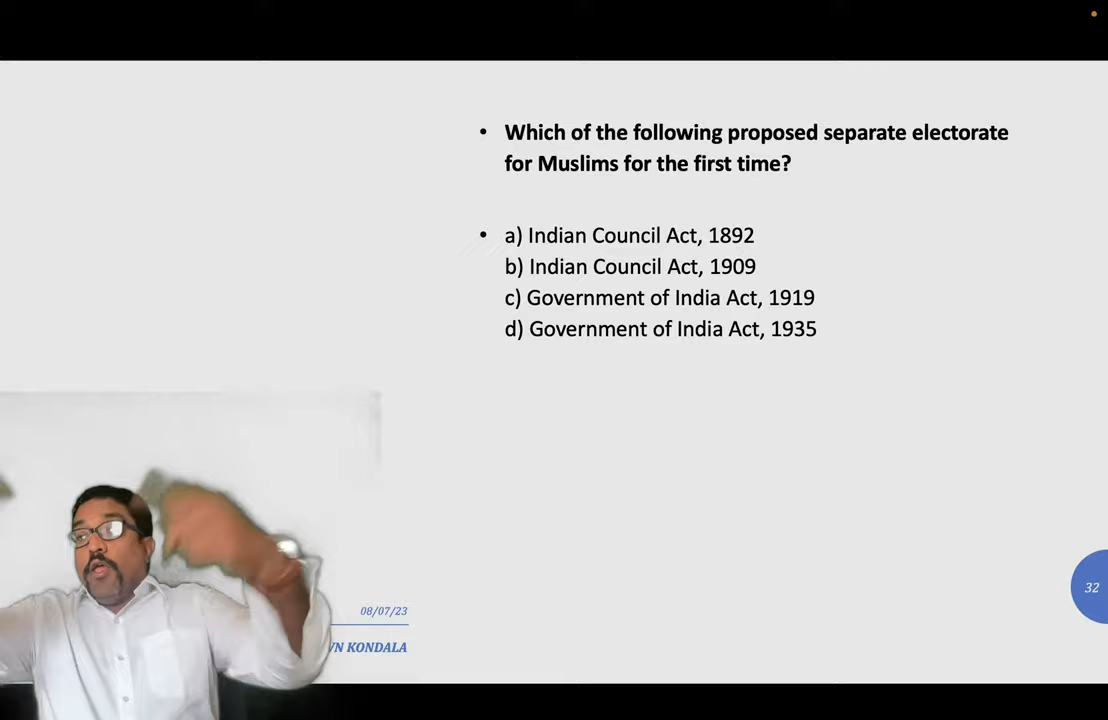 • Which of the following proposed separate electorate
for Muslims for the first time?
• a) Indian Council Act, 1892
b) Indian Council Act, 1909
c) Government of India Act, 1919
d) Government of India Act, 1935
08/07/23
KONDALA
32